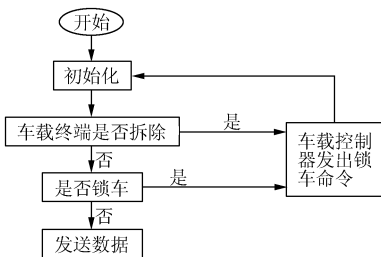 开始
初始化
车载终端是否拆除
是
否
车载控制
器发出锁
车命令
是否锁车
是
否
发送数据